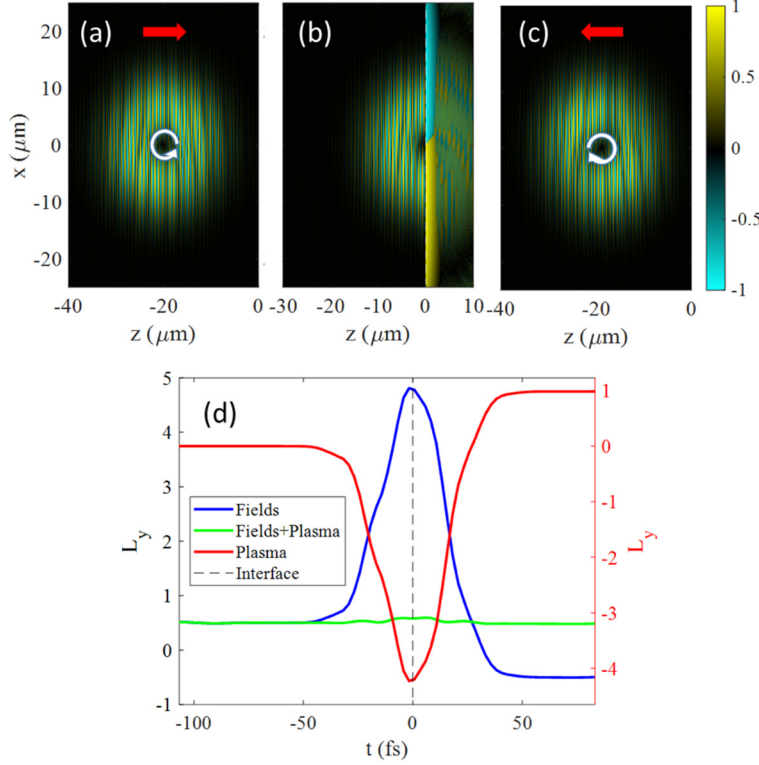 (a)
(b)
(c)
x (μm)
20
10
0
-10
-20
-40
-20
0
z (μm)
-30
-20
-10
0
10
z (μm)
-40
-20
0
z (μm)
1
0.5
0
-0.5
-1
(d)
L_y
5
4
3
2
1
0
-1
Fields
Fields+Plasma
Plasma
Interface
1
0
-1
-2
-3
-4
L_y
-100
-50
0
50
t (fs)